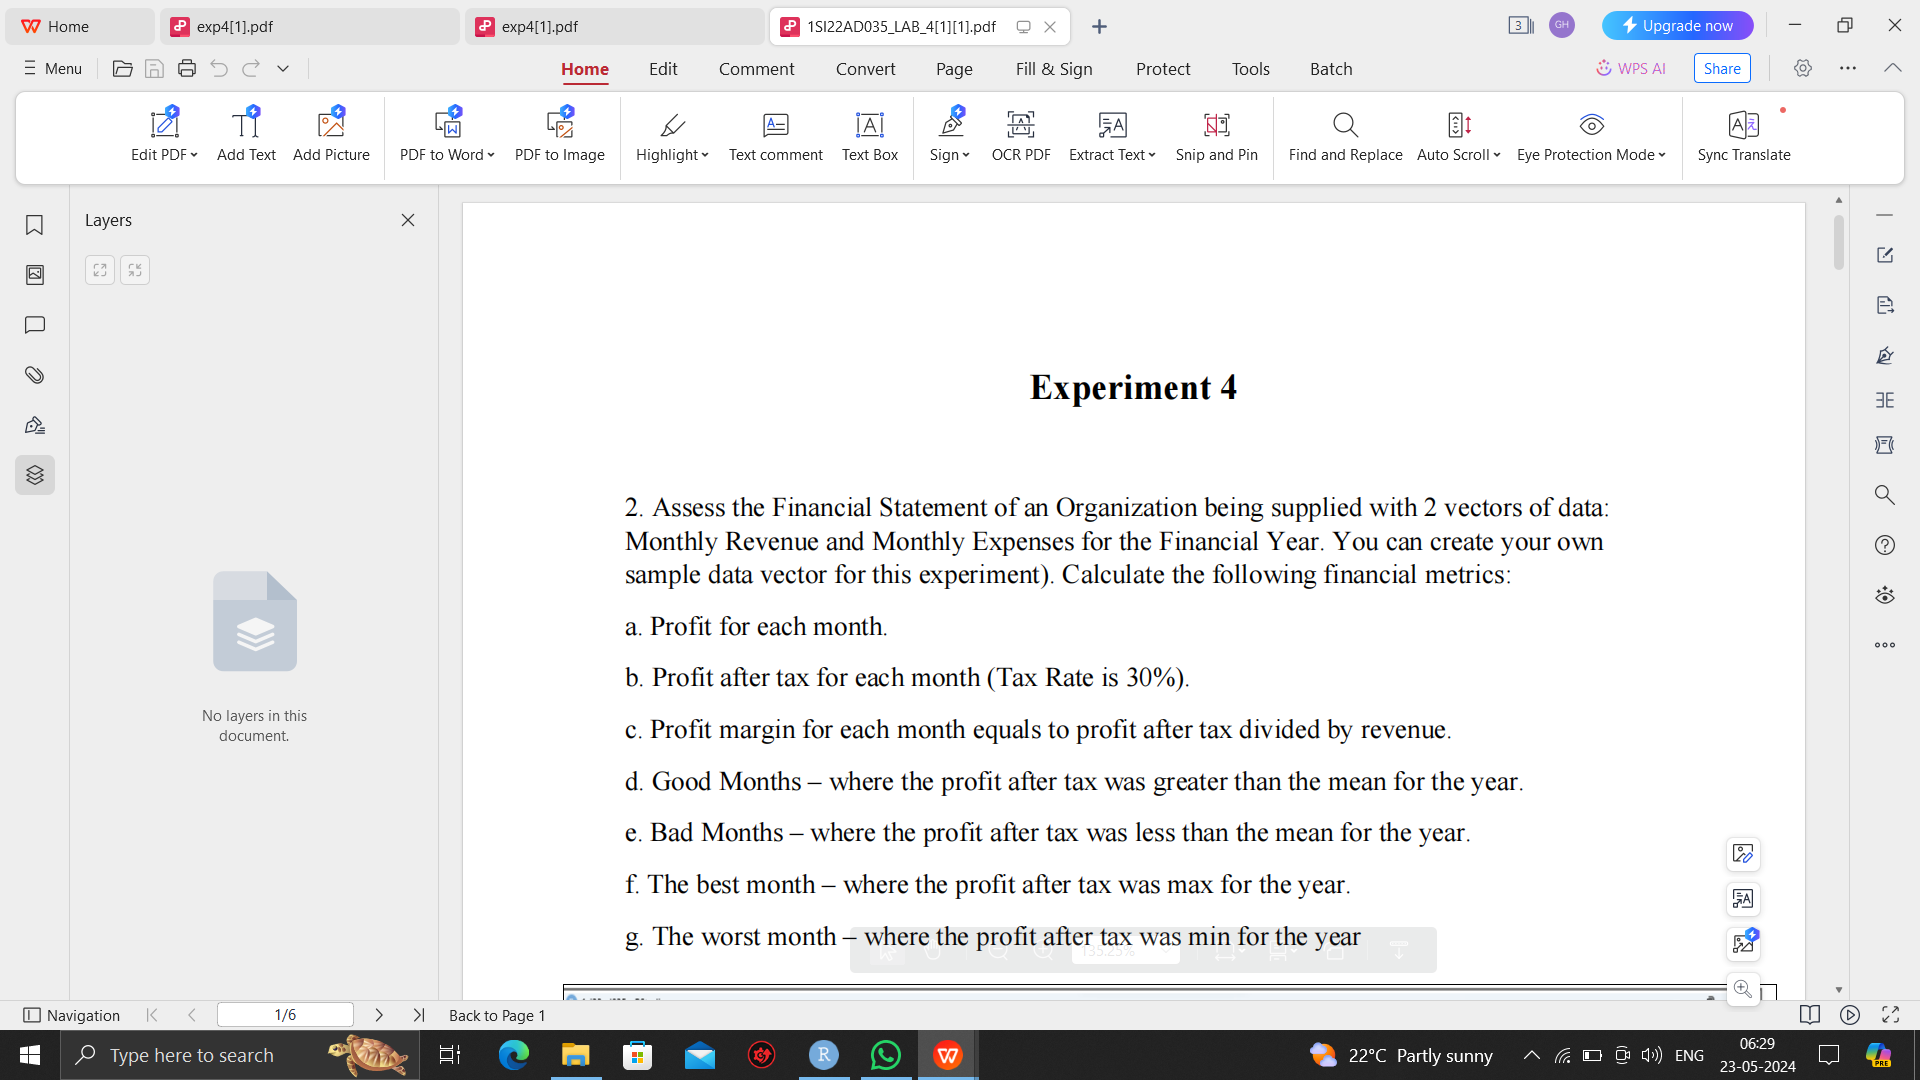 Home
exp4[1].pdf
exp4[1].pdf
1SI22AD035_LAB_4[1][1].pdf
3
GH
Upgrade now
Menu
Home
Edit
Comment
Convert
Page
Fill & Sign
Protect
Tools
Batch
WPS AI
Share
Edit PDF
Add Text
Add Picture
PDF to Word
PDF to Image
Highlight
Text comment
Text Box
Sign
OCR PDF
Extract Text
Snip and Pin
Find and Replace
Auto Scroll
Eye Protection Mode
Sync Translate
Layers
No layers in this
document.
Experiment 4
2. Assess the Financial Statement of an Organization being supplied with 2 vectors of data:
Monthly Revenue and Monthly Expenses for the Financial Year. You can create your own
sample data vector for this experiment). Calculate the following financial metrics:
a. Profit for each month.
b. Profit after tax for each month (Tax Rate is 30%).
c. Profit margin for each month equals to profit after tax divided by revenue.
d. Good Months – where the profit after tax was greater than the mean for the year.
e. Bad Months – where the profit after tax was less than the mean for the year.
f. The best month – where the profit after tax was max for the year.
g. The worst month – where the profit after tax was min for the year
Navigation
1/6
Back to Page 1
Type here to search
22°C Partly sunny
ENG
06:29
23-05-2024
PRE